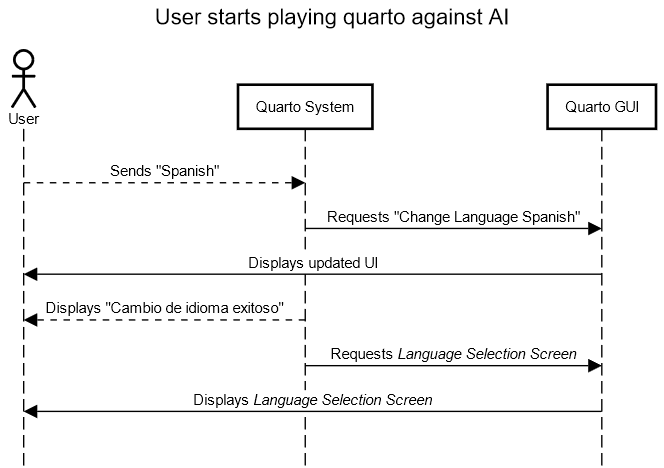 User starts playing quarto against AI
User
Quarto System
Quarto GUI
Sends "Spanish"
Requests "Change Language Spanish"
Displays updated UI
Displays "Cambio de idioma exitoso"
Requests Language Selection Screen
Displays Language Selection Screen